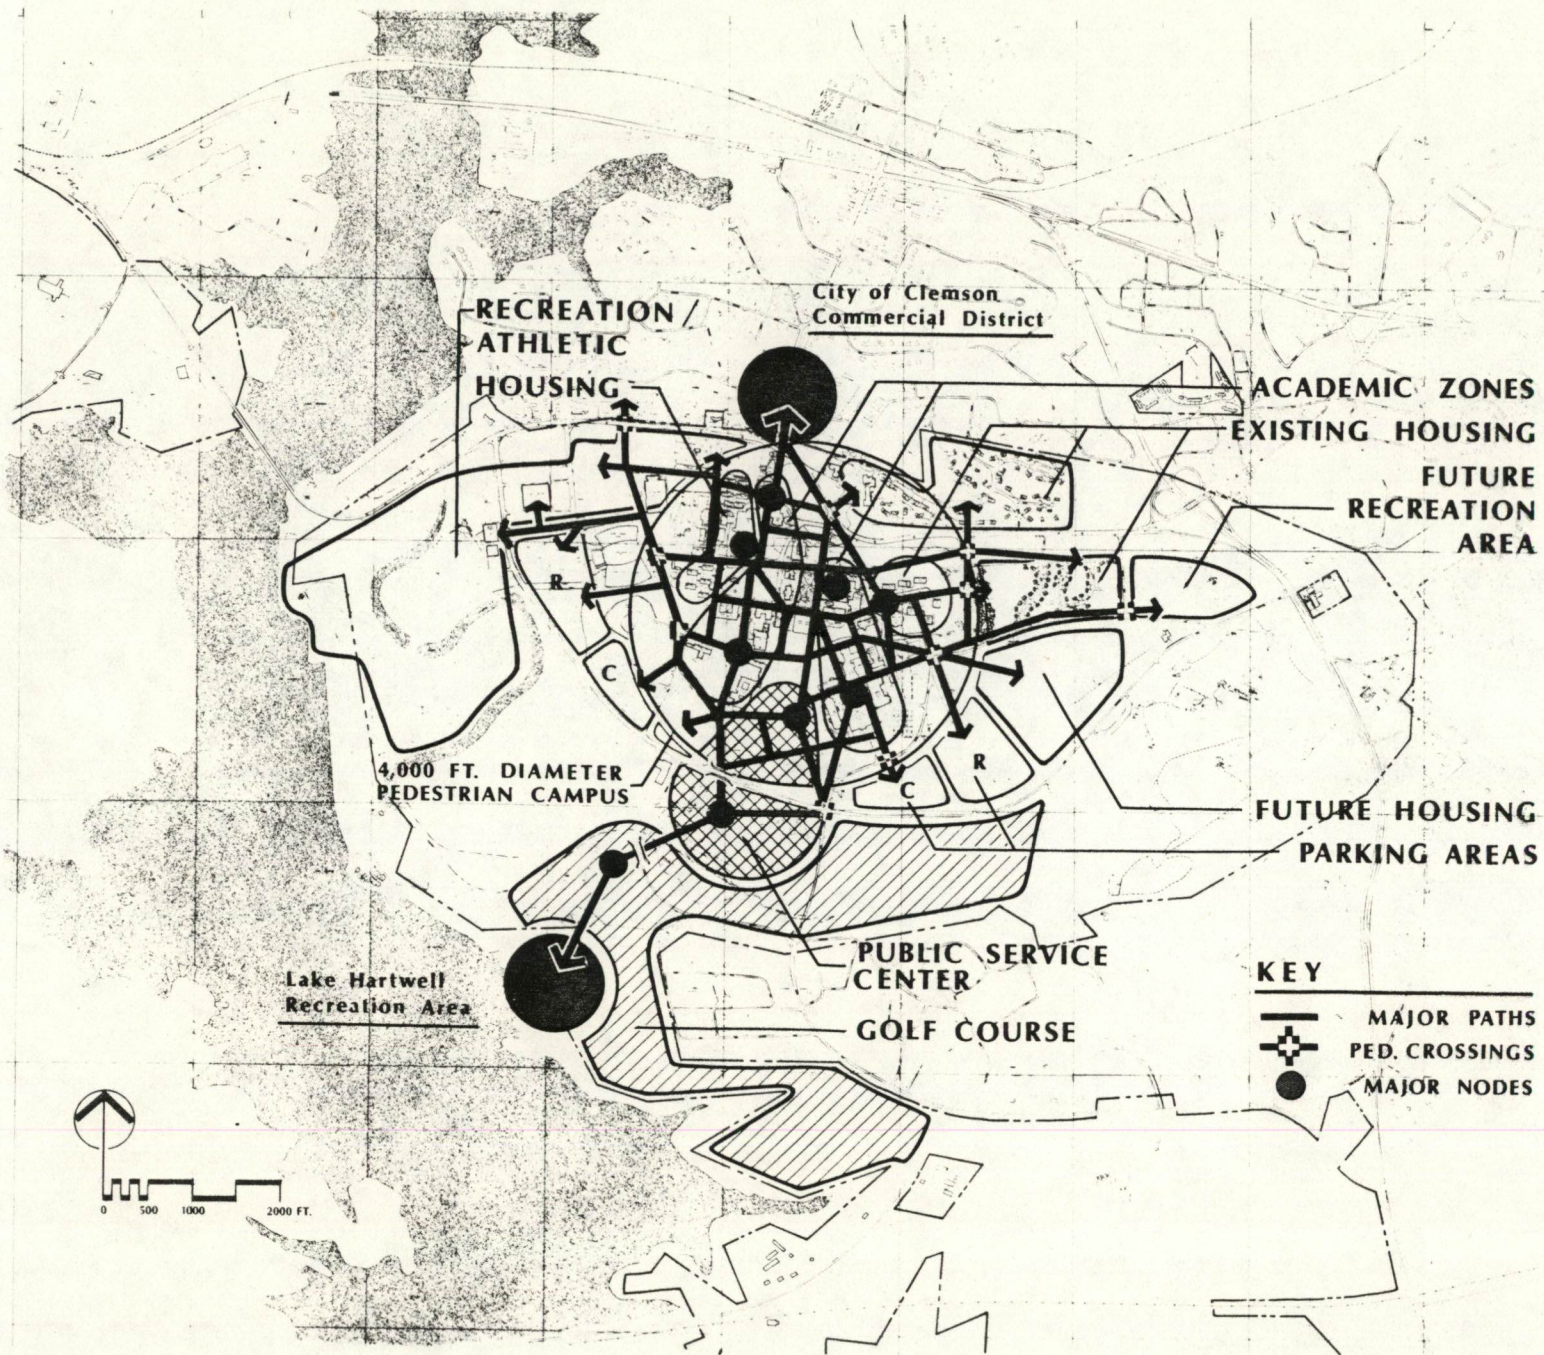 City of Clemson
Commercial District
RECREATION /
ATHLETIC
HOUSING
ACADEMIC ZONES
EXISTING HOUSING
FUTURE
RECREATION
AREA
R
C
4,000 FT. DIAMETER
PEDESTRIAN CAMPUS
R
C
FUTURE HOUSING
PARKING AREAS
PUBLIC SERVICE
CENTER
Lake Hartwell
Recreation Area
GOLF COURSE
KEY
MAJOR PATHS
PED. CROSSINGS
MAJOR NODES
0 500 1000 2000 FT.